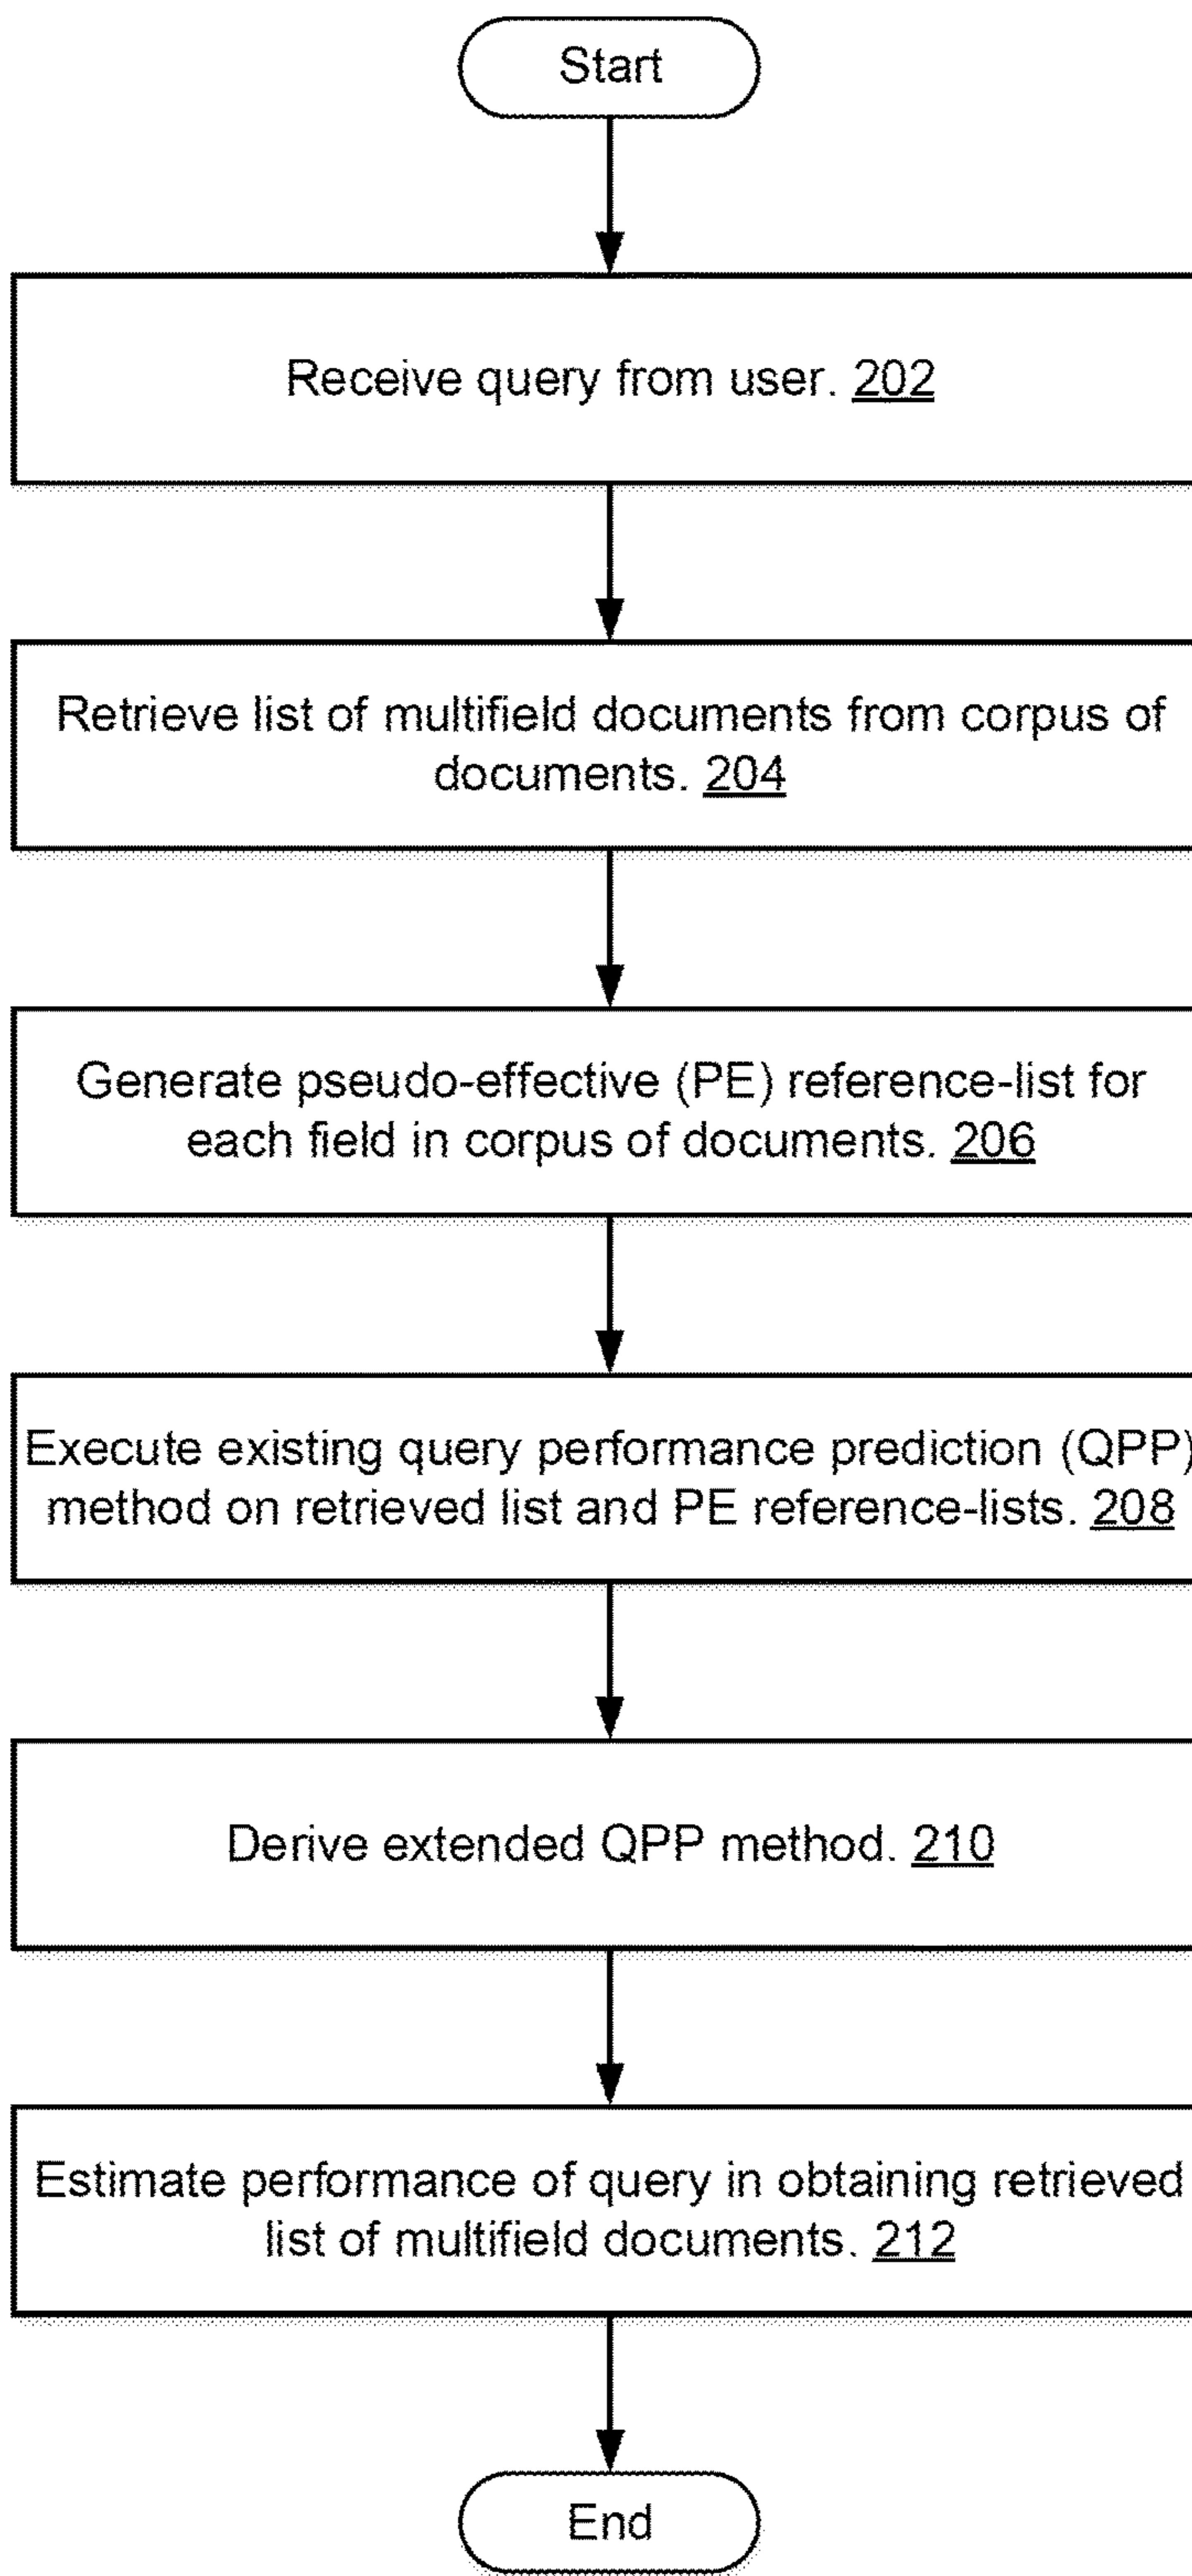 Start
Receive query from user. 202
Retrieve list of multifield documents from corpus of
documents. 204
Generate pseudo-effective (PE) reference-list for
each field in corpus of documents. 206
Execute existing query performance prediction (QPP)
method on retrieved list and PE reference-lists. 208
Derive extended QPP method. 210
Estimate performance of query in obtaining retrieved
list of multifield documents. 212
End